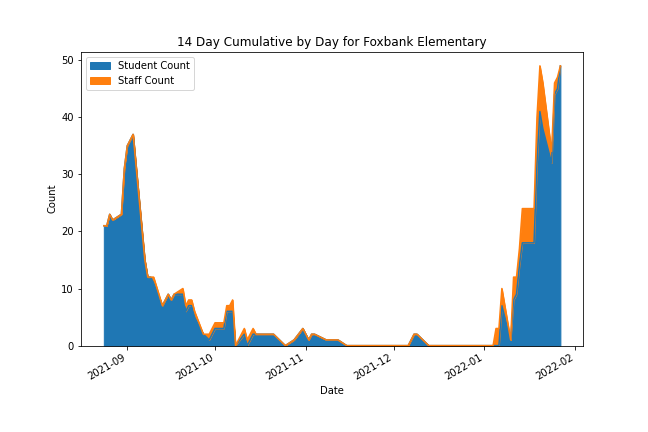 14 Day Cumulative by Day for Foxbank Elementary
Student Count
Staff Count
50
40
30
20
10
0
Count
2021-09
2021-10
2021-11
2021-12
2022-01
2022-02
Date